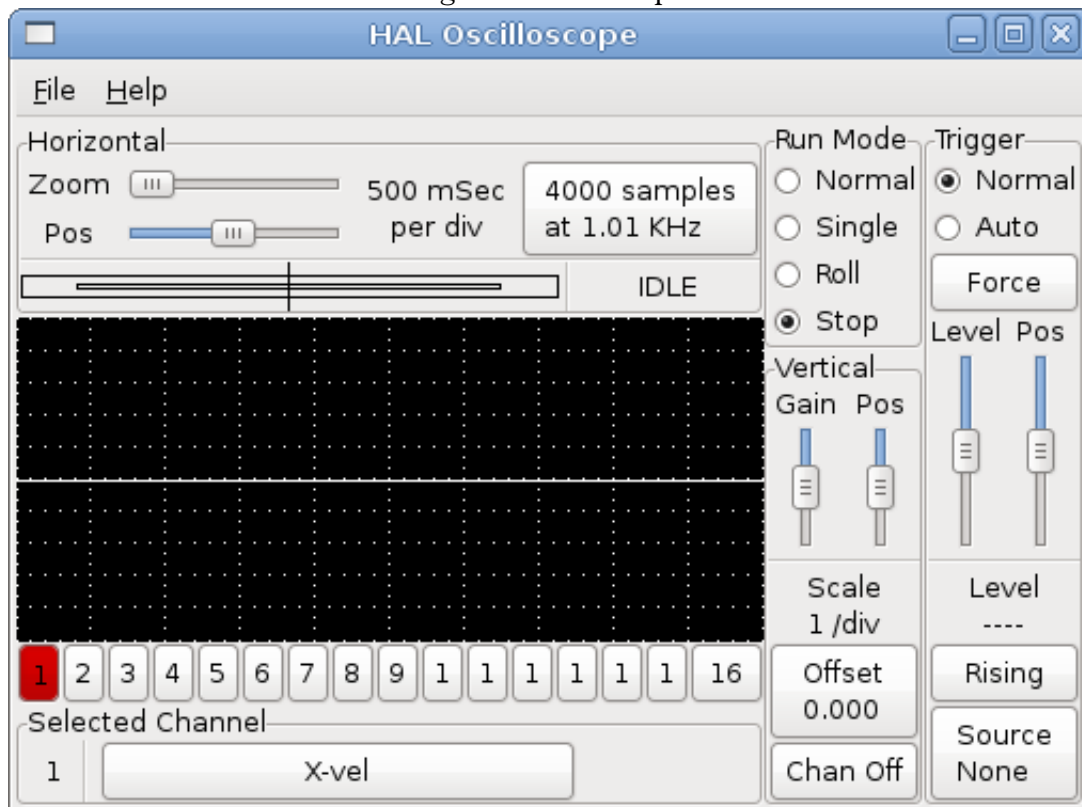 HAL Oscilloscope
File Help
Horizontal
Zoom
Pos
500 mSec
per div
4000 samples
at 1.01 KHz
IDLE
Run Mode
Normal
Single
Roll
Stop
Trigger
Normal
Auto
Force
Level Pos
Vertical
Gain Pos
Scale
1 /div
Offset
0.000
Chan Off
Level
----
Rising
Source
None
1 2 3 4 5 6 7 8 9 1 1 1 1 1 1 16
Selected Channel
1 X-vel